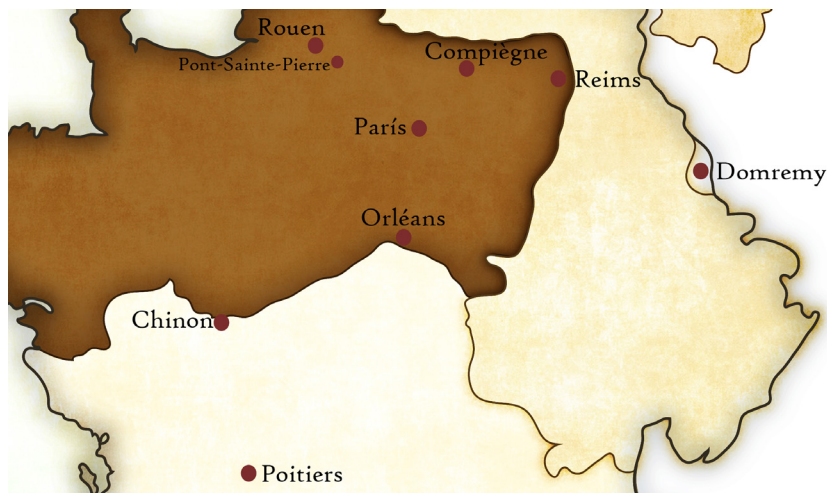 Rouen
Compiègne
Pont-Sainte-Pierre
Reims
París
Domremy
Orléans
Chinon
Poitiers